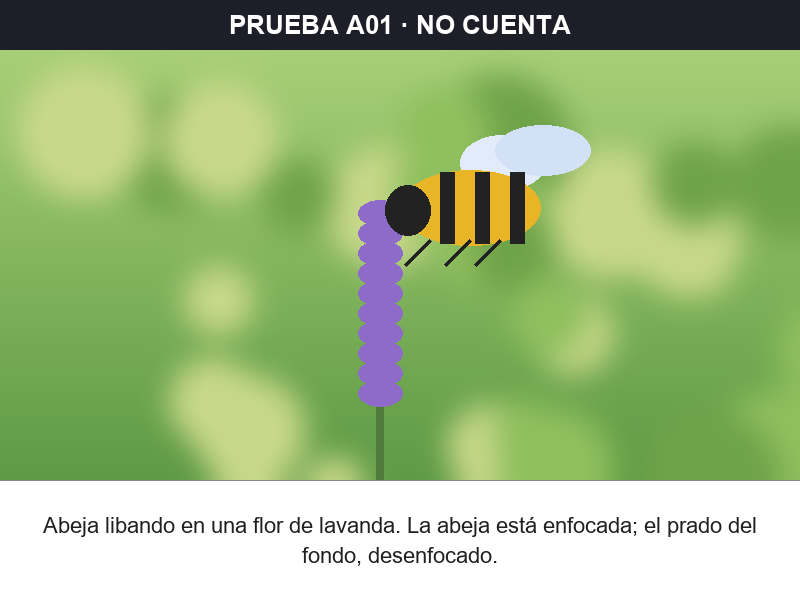 PRUEBA A01 · NO CUENTA
Abeja libando en una flor de lavanda. La abeja está enfocada; el prado del
fondo, desenfocado.